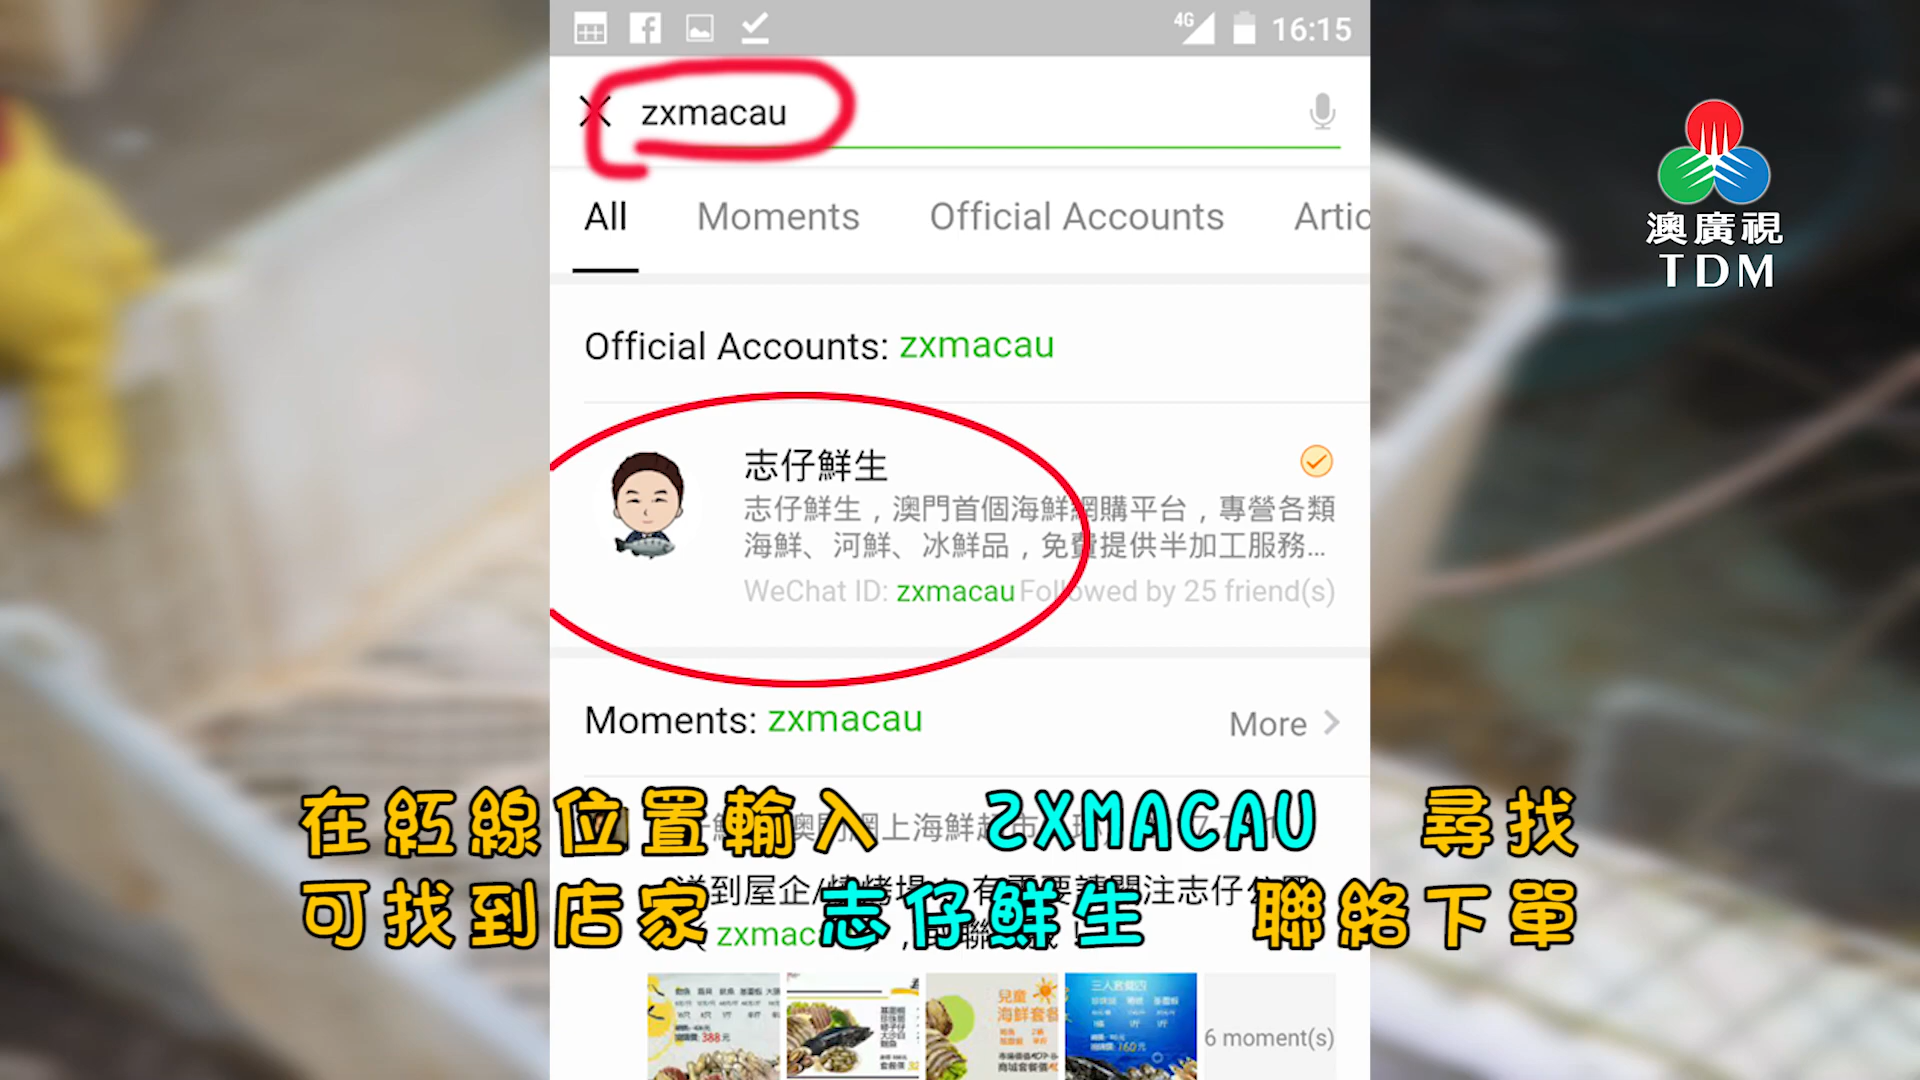 4G 16:15
zxmacau
All Moments Official Accounts Artic
澳廣視
TDM
Official Accounts: zxmacau
志仔鮮生
志仔鮮生，澳門首個海鮮網購平台，專營各類
海鮮、河鮮、冰鮮品，免費提供半加工服務...
WeChat ID: zxmacau Followed by 25 friend(s)
Moments: zxmacau More
在紅線位置輸入 ZXMACAU 尋找
可找到店家 志仔鮮生 聯絡下單
6 moment(s)